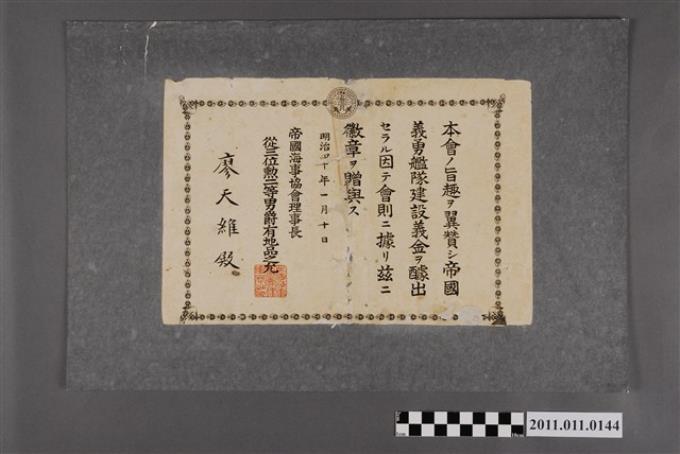 本會ノ旨趣ヲ翼贊シ帝國
義勇艦隊建設義金ヲ醵出
セラル因テ會則ニ據リ茲ニ
徽章ヲ贈與ス
明治四十年一月十日
帝國海事協會理事長
從三位勲二等男爵有地品之允
廖天維殿
2011.011.0144